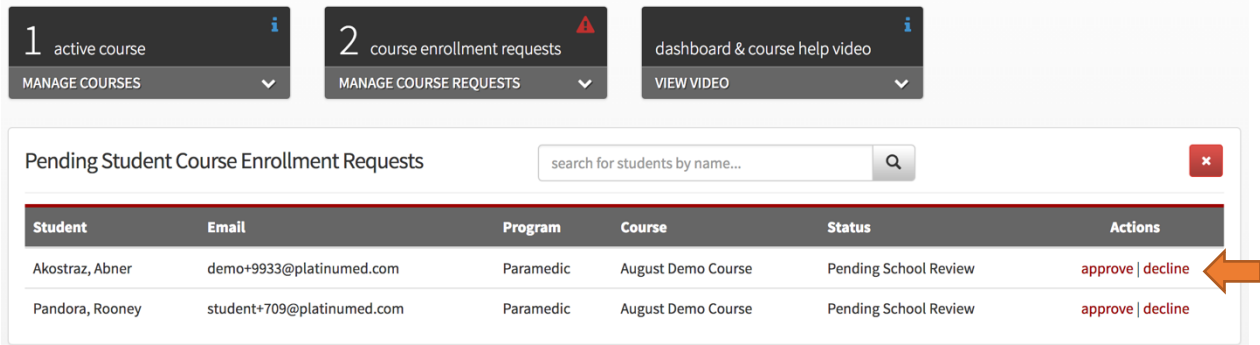 1 active course
MANAGE COURSES
2 course enrollment requests
MANAGE COURSE REQUESTS
dashboard & course help video
VIEW VIDEO
Pending Student Course Enrollment Requests
search for students by name...
Student Email Program Course Status Actions
Akostraz, Abner demo+9933@platinumed.com Paramedic August Demo Course Pending School Review approve | decline
Pandora, Rooney student+709@platinumed.com Paramedic August Demo Course Pending School Review approve | decline